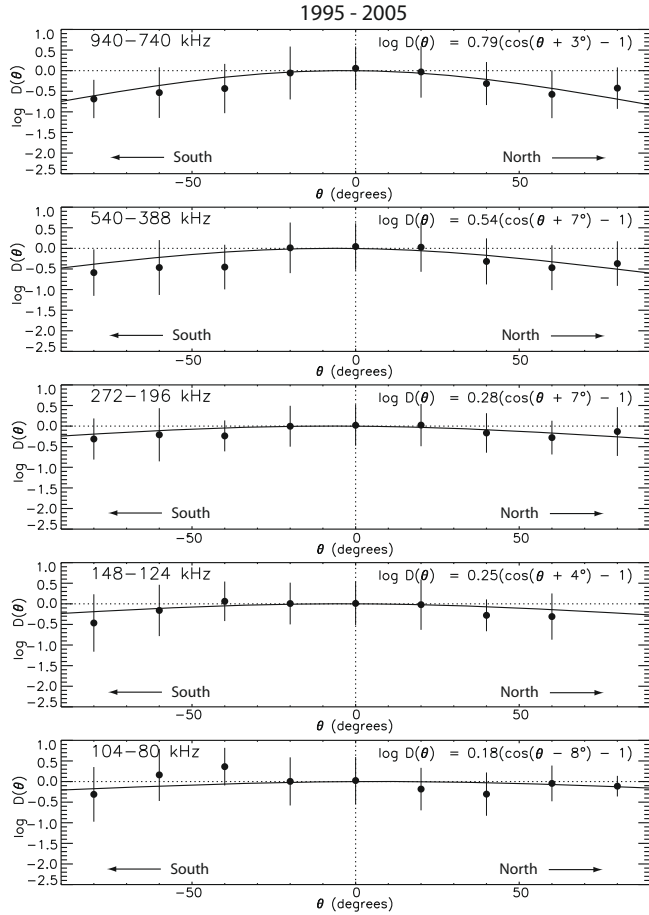 1995 - 2005
940–740 kHz
log D(θ) = 0.79(cos(θ + 3°) – 1)
1.0
0.5
0.0
−0.5
−1.0
−1.5
−2.0
−2.5
log D(θ)
South
North
−50
0
50
θ (degrees)
540–388 kHz
log D(θ) = 0.54(cos(θ + 7°) – 1)
1.0
0.5
0.0
−0.5
−1.0
−1.5
−2.0
−2.5
log D(θ)
South
North
−50
0
50
θ (degrees)
272–196 kHz
log D(θ) = 0.28(cos(θ + 7°) – 1)
1.0
0.5
0.0
−0.5
−1.0
−1.5
−2.0
−2.5
log D(θ)
South
North
−50
0
50
θ (degrees)
148–124 kHz
log D(θ) = 0.25(cos(θ + 4°) – 1)
1.0
0.5
0.0
−0.5
−1.0
−1.5
−2.0
−2.5
log D(θ)
South
North
−50
0
50
θ (degrees)
104–80 kHz
log D(θ) = 0.18(cos(θ – 8°) – 1)
1.0
0.5
0.0
−0.5
−1.0
−1.5
−2.0
−2.5
log D(θ)
South
North
−50
0
50
θ (degrees)